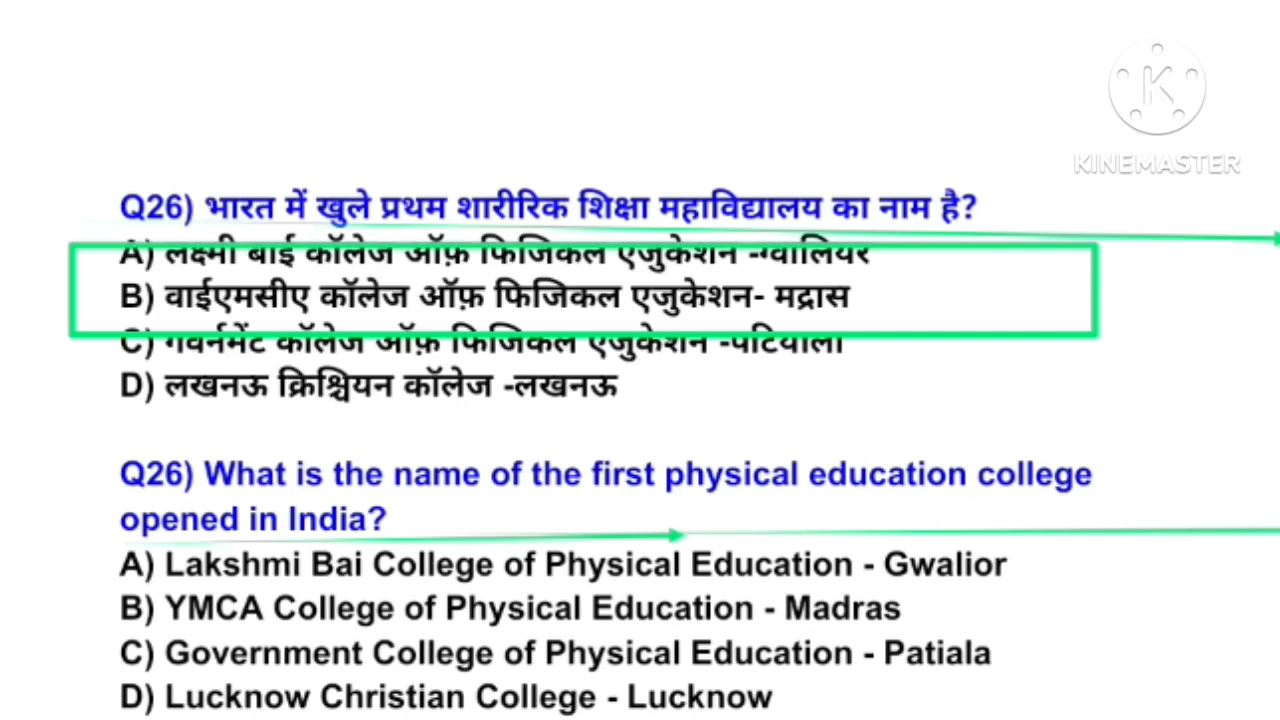 KINEMASTER
Q26) भारत में खुले प्रथम शारीरिक शिक्षा महाविद्यालय का नाम है?
A) लक्ष्मी बाई कॉलेज ऑफ़ फिजिकल एजुकेशन -ग्वालियर
B) वाईएमसीए कॉलेज ऑफ़ फिजिकल एजुकेशन- मद्रास
C) गवर्नमेंट कॉलेज ऑफ़ फिजिकल एजुकेशन -पटियाला
D) लखनऊ क्रिश्चियन कॉलेज -लखनऊ
Q26) What is the name of the first physical education college
opened in India?
A) Lakshmi Bai College of Physical Education - Gwalior
B) YMCA College of Physical Education - Madras
C) Government College of Physical Education - Patiala
D) Lucknow Christian College - Lucknow